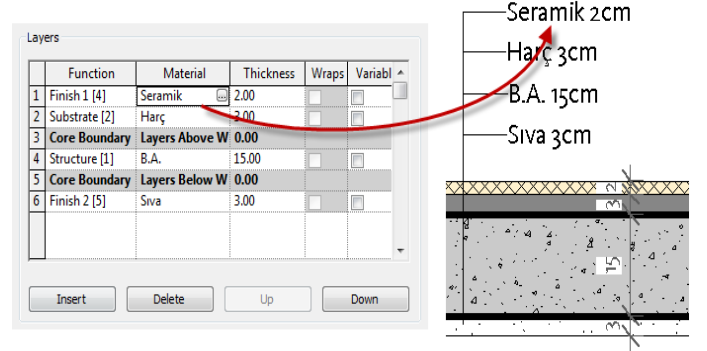 Layers
Function Material Thickness Wraps Variabl
1 Finish 1 [4] Seramik ... 2.00
2 Substrate [2] Harç 3.00
3 Core Boundary Layers Above W 0.00
4 Structure [1] B.A. 15.00
5 Core Boundary Layers Below W 0.00
6 Finish 2 [5] Sıva 3.00
Insert Delete Up Down
Seramik 2cm
Harç 3cm
B.A. 15cm
Sıva 3cm
2
3
15
3